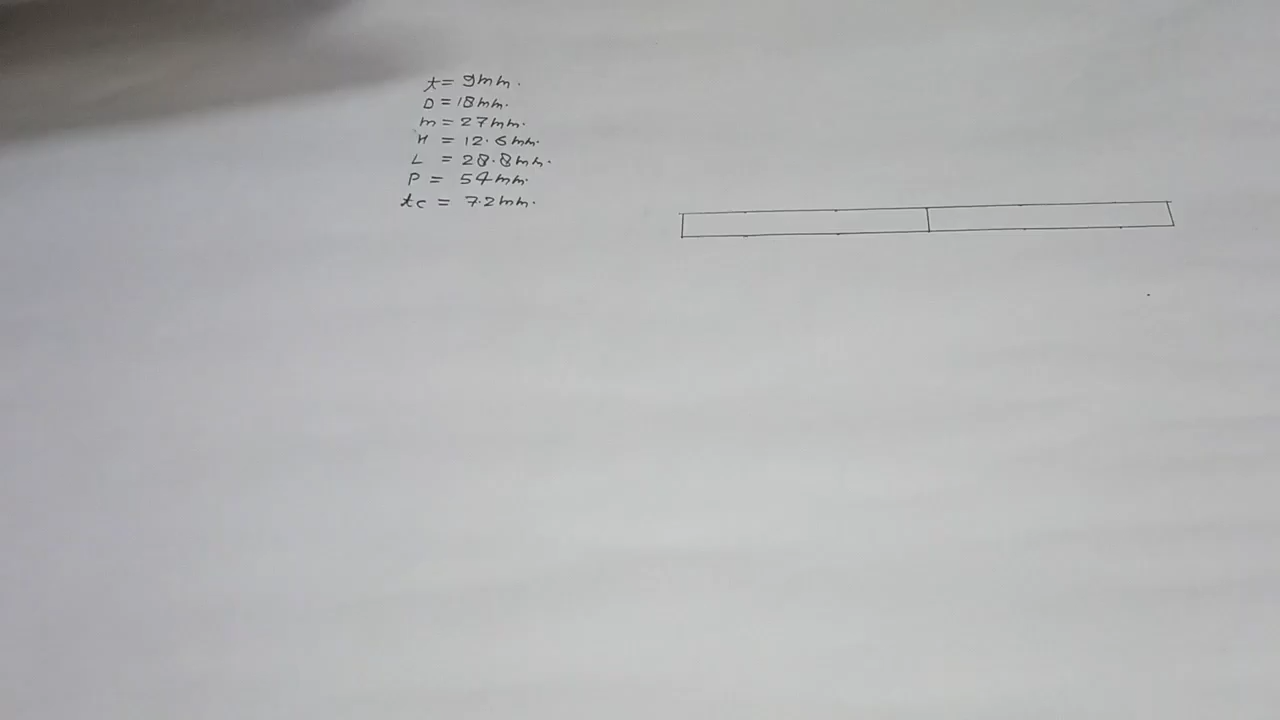 t = 9mm.
D = 18mm.
m = 27mm.
H = 12.6mm.
L = 28.8mm.
P = 54mm.
tc = 7.2mm.